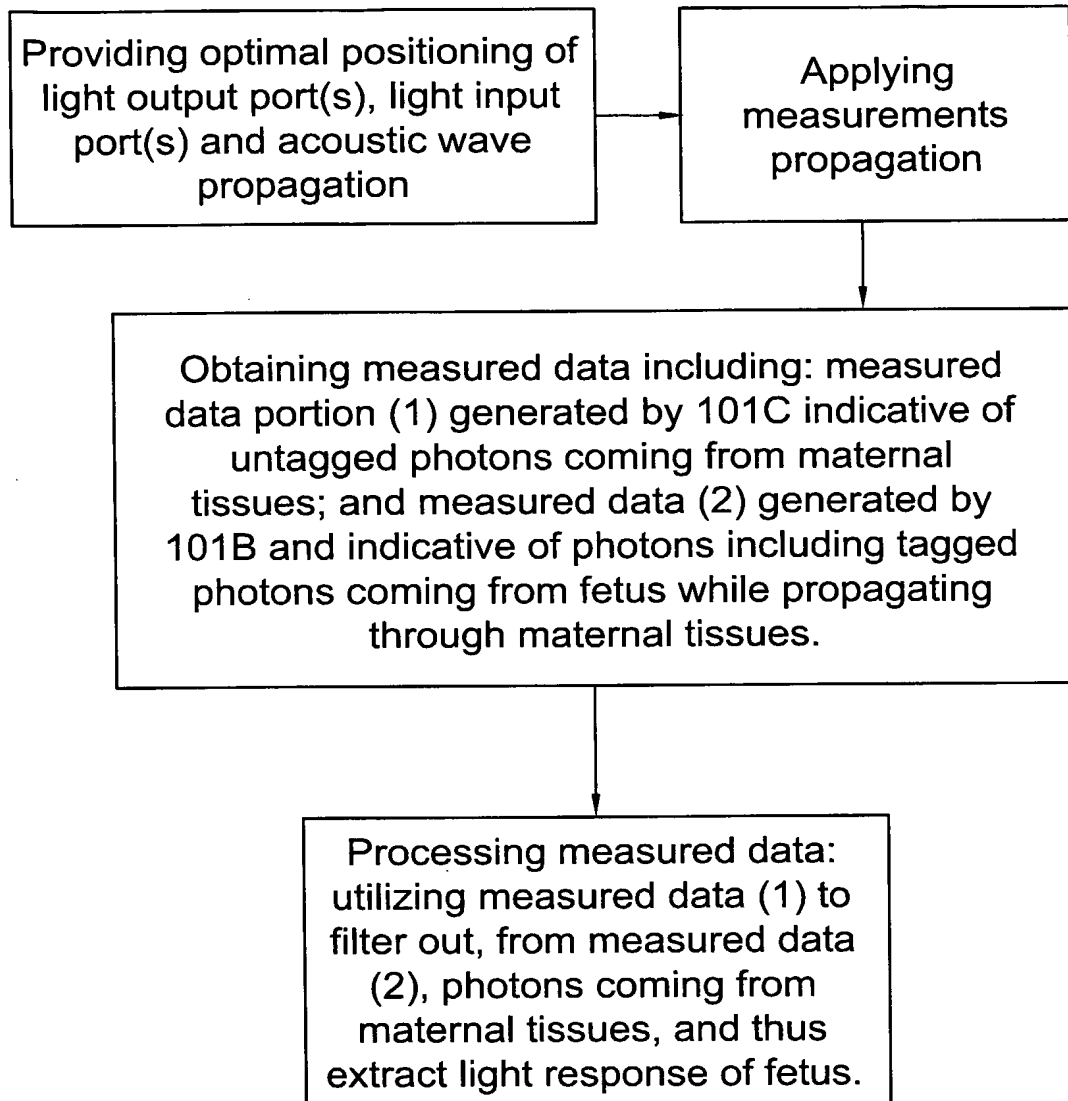 Providing optimal positioning of
light output port(s), light input
port(s) and acoustic wave
propagation
Applying
measurements
propagation
Obtaining measured data including: measured
data portion (1) generated by 101C indicative of
untagged photons coming from maternal
tissues; and measured data (2) generated by
101B and indicative of photons including tagged
photons coming from fetus while propagating
through maternal tissues.
Processing measured data:
utilizing measured data (1) to
filter out, from measured data
(2), photons coming from
maternal tissues, and thus
extract light response of fetus.